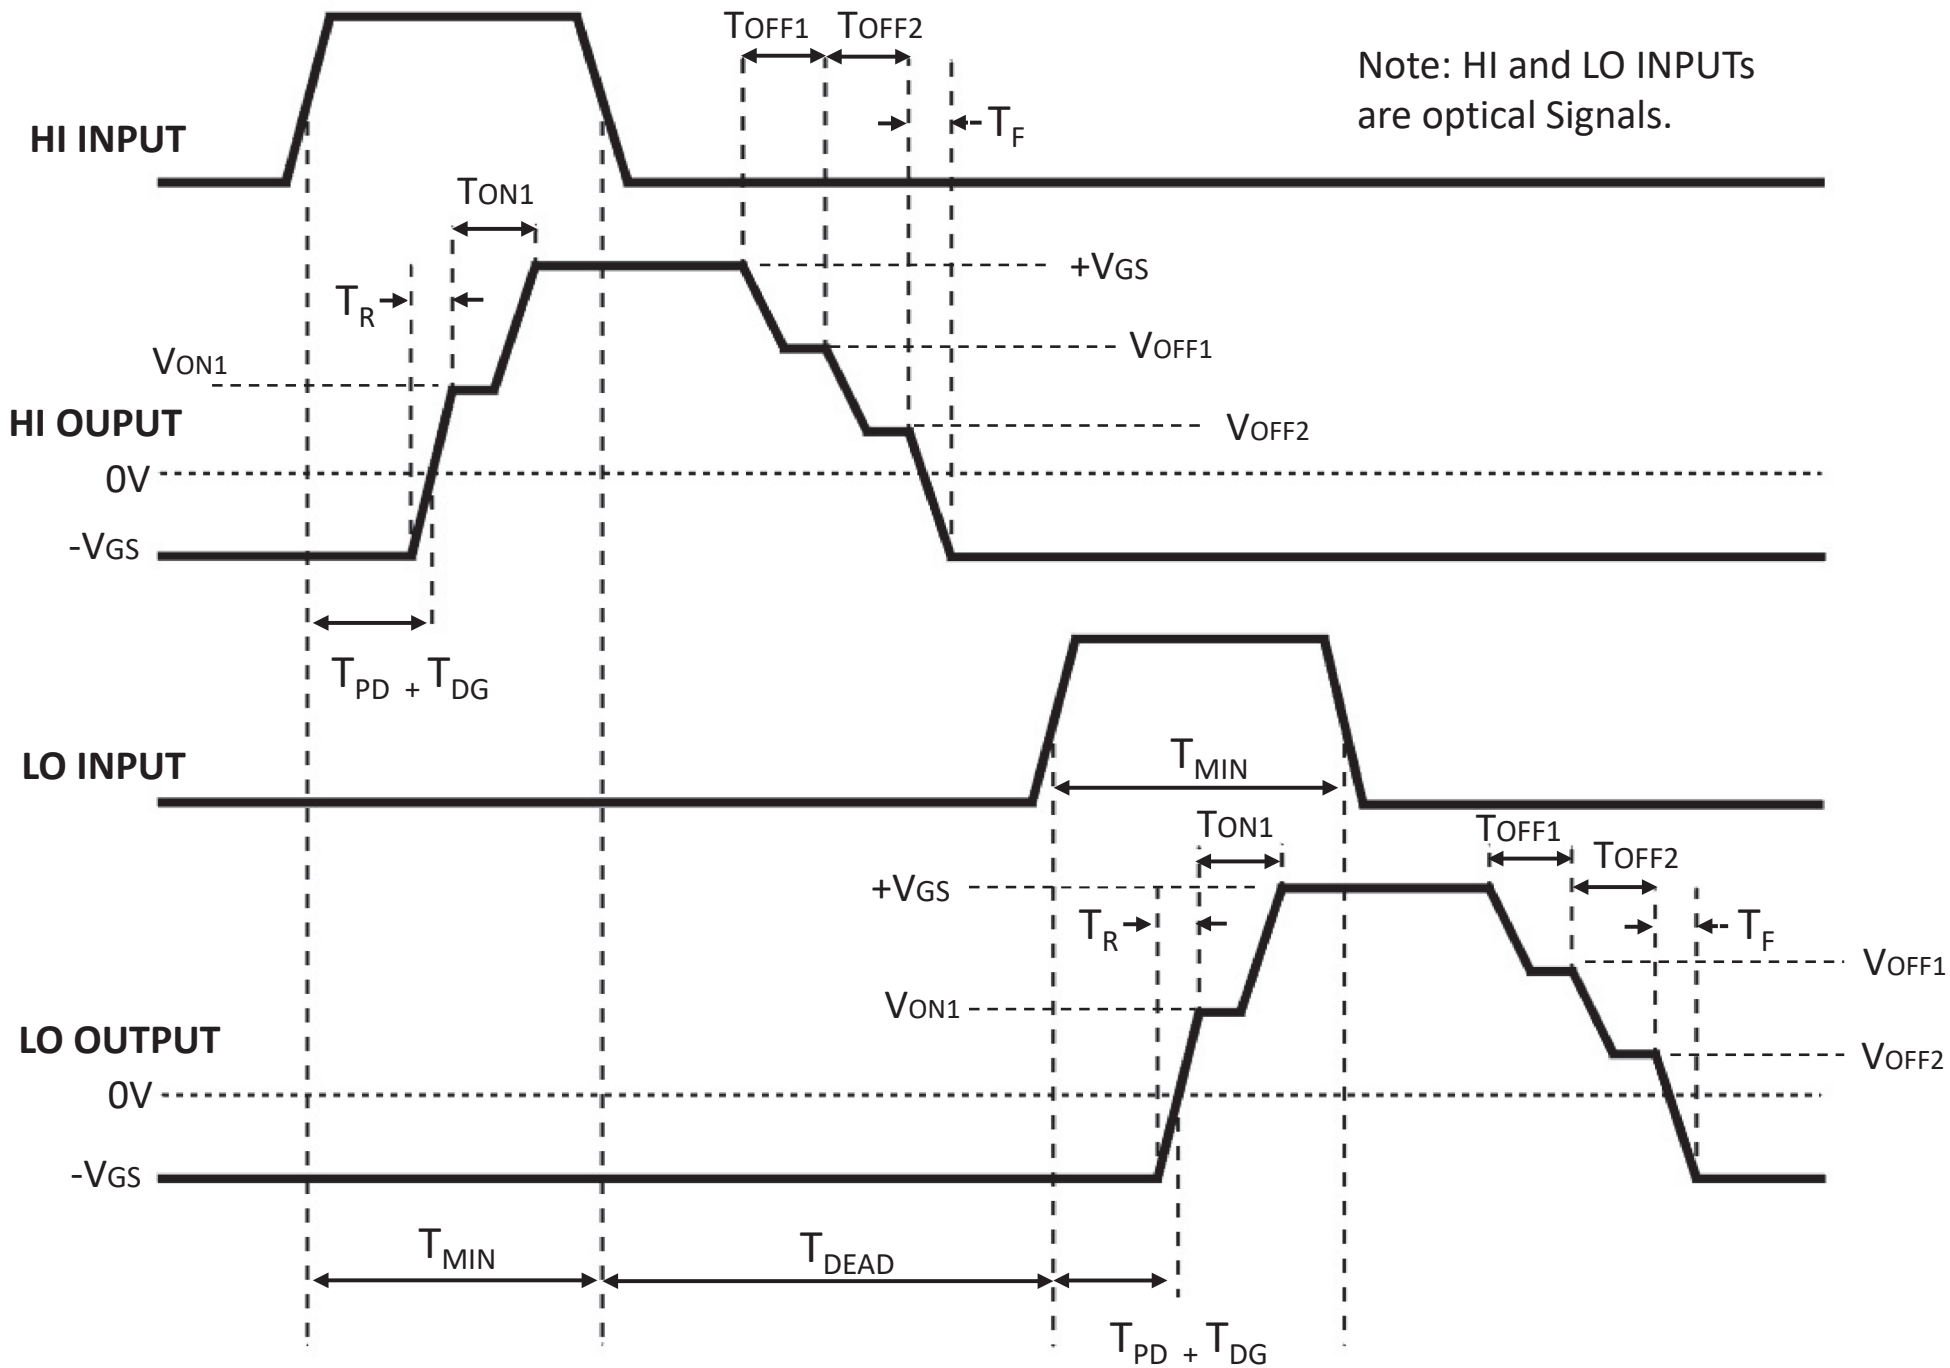 TOFF1 TOFF2
Note: HI and LO INPUTs
are optical Signals.
HI INPUT
TF
TON1
+VGS
TR
VOFF1
VON1
HI OUPUT
VOFF2
0V
-VGS
TPD + TDG
LO INPUT
TMIN
TON1
TOFF1
TOFF2
+VGS
TR
TF
VOFF1
VON1
LO OUTPUT
VOFF2
0V
-VGS
TMIN
TDEAD
TPD + TDG